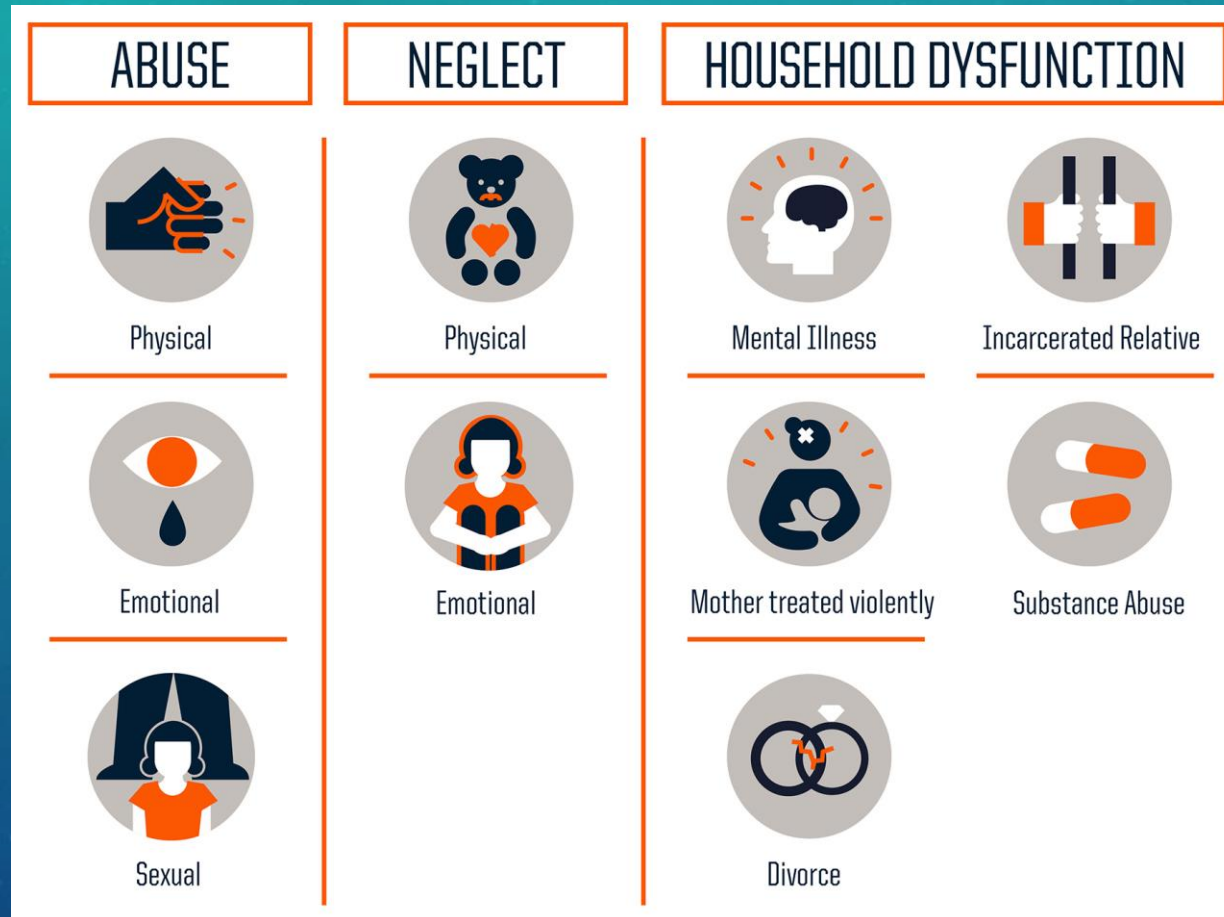 ABUSE
Physical
Emotional
Sexual
NEGLECT
Physical
Emotional
HOUSEHOLD DYSFUNCTION
Mental Illness
Incarcerated Relative
Mother treated violently
Substance Abuse
Divorce